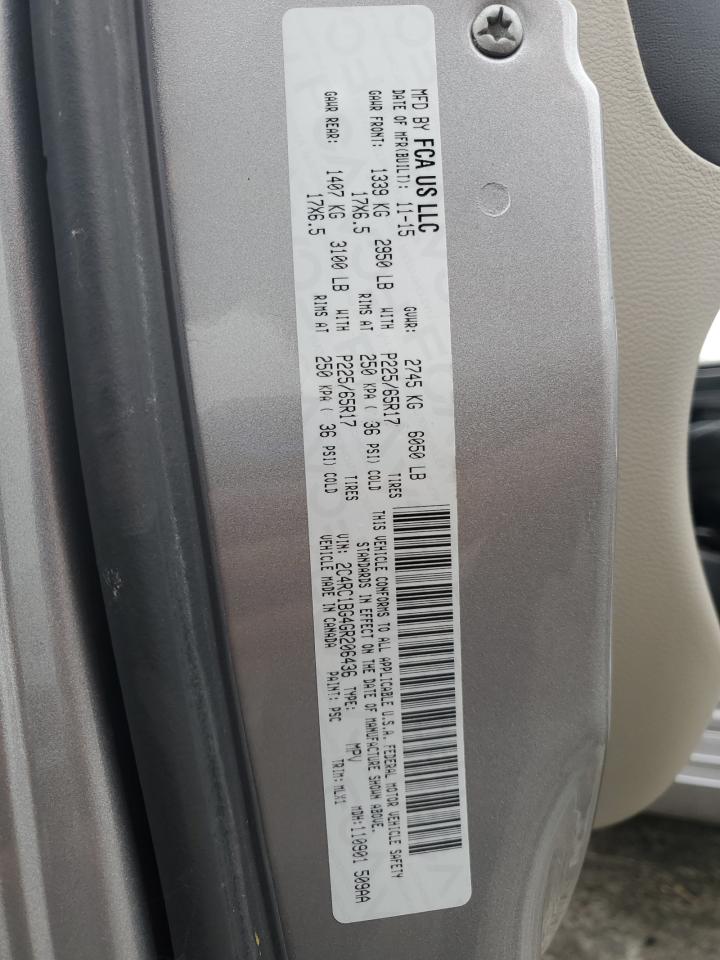 MFD BY FCA US LLC
DATE OF MFR(BUILT): 11-15 GVWR: 2745 KG 6050 LB
GAWR FRONT: 1339 KG 2950 LB WITH P225/65R17 TIRES
17X6.5 RIMS AT 250 KPA ( 36 PSI) COLD
GAWR REAR: 1407 KG 3100 LB WITH P225/65R17 TIRES
17X6.5 RIMS AT 250 KPA ( 36 PSI) COLD
THIS VEHICLE CONFORMS TO ALL APPLICABLE U.S.A. FEDERAL MOTOR VEHICLE SAFETY
STANDARDS IN EFFECT ON THE DATE OF MANUFACTURE SHOWN ABOVE.
VIN: 2C4RC1BG4GR206436 TYPE: MPV MDH:110901 509AA
VEHICLE MADE IN CANADA PAINT: PSC TRIM: MLX1